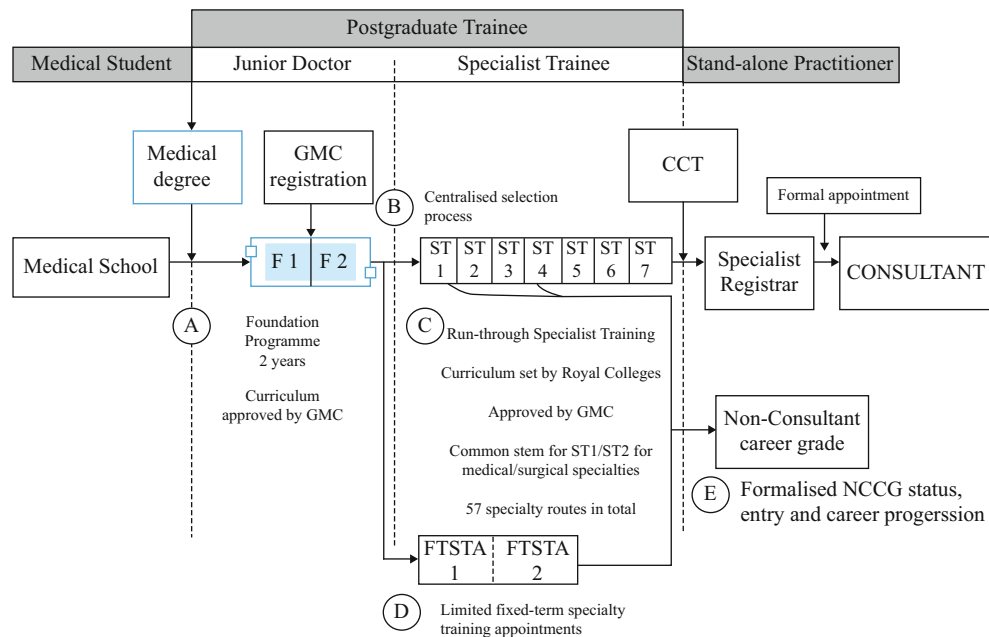 Postgraduate Trainee
Medical Student
Junior Doctor
Specialist Trainee
Stand-alone Practitioner
Medical
degree
GMC
registration
CCT
B
Centralised selection
process
Formal appointment
Medical School
F 1
F 2
ST
1
ST
2
ST
3
ST
4
ST
5
ST
6
ST
7
Specialist
Registrar
CONSULTANT
A
Foundation
Programme
2 years
Curriculum
approved by GMC
C
Run-through Specialist Training
Curriculum set by Royal Colleges
Approved by GMC
Common stem for ST1/ST2 for
medical/surgical specialties
57 specialty routes in total
Non-Consultant
career grade
E
Formalised NCCG status,
entry and career progerssion
FTSTA
1
FTSTA
2
D
Limited fixed-term specialty
training appointments